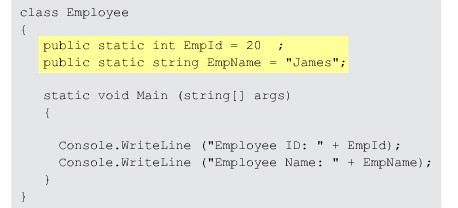 class Employee
{
public static int EmpId = 20 ;
public static string EmpName = "James";
static void Main (string[] args)
{
Console.WriteLine ("Employee ID: " + EmpId);
Console.WriteLine ("Employee Name: " + EmpName);
}
}